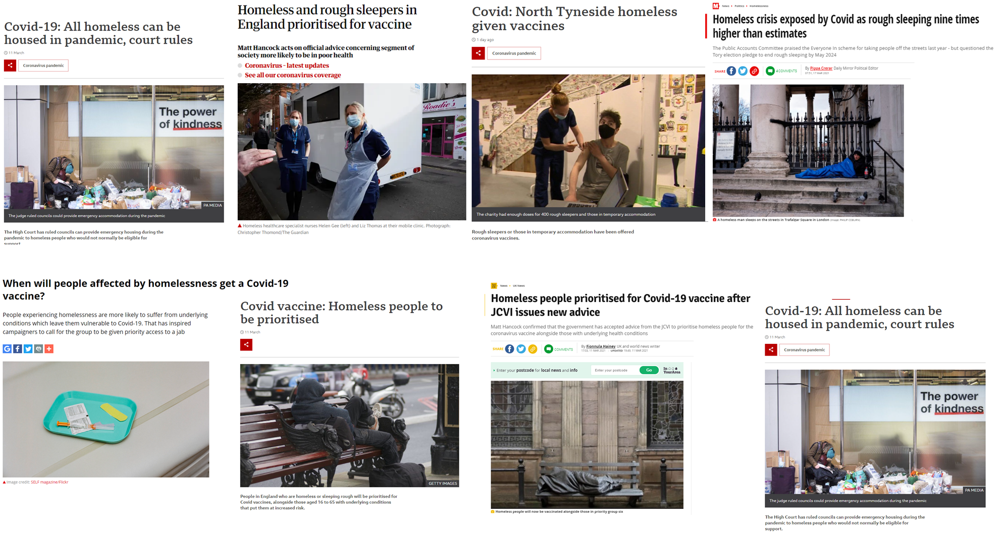 Covid-19: All homeless can be
housed in pandemic, court rules
11 March
Coronavirus pandemic
The power
of kindness
PA MEDIA
The judge ruled councils could provide emergency accommodation during the pandemic
The High Court has ruled councils can provide emergency housing during the
pandemic to homeless people who would not normally be eligible for
support
Homeless and rough sleepers in
England prioritised for vaccine
Matt Hancock acts on official advice concerning segment of
society more likely to be in poor health
Coronavirus – latest updates
See all our coronavirus coverage
Roadie's
Homeless healthcare specialist nurses Helen Gee (left) and Liz Thomas at their mobile clinic. Photograph:
Christopher Thomond/The Guardian
Covid: North Tyneside homeless
given vaccines
1 day ago
Coronavirus pandemic
The charity had enough doses for 400 rough sleepers and those in temporary accommodation
Rough sleepers or those in temporary accommodation have been offered
coronavirus vaccines.
M News Politics Homelessness
Homeless crisis exposed by Covid as rough sleeping nine times
higher than estimates
The Public Accounts Committee praised the Everyone In scheme for taking people off the streets last year - but questioned the
Tory election pledge to end rough sleeping by May 2024
SHARE
4 COMMENTS
By Pippa Crerar Daily Mirror Political Editor
07:51, 17 MAR 2021
A homeless man sleeps on the streets in Trafalgar Square in London (Image: PHILIP COBURN)
When will people affected by homelessness get a Covid-19
vaccine?
People experiencing homelessness are more likely to suffer from underlying
conditions which leave them vulnerable to Covid-19. That has inspired
campaigners to call for the group to be given priority access to a jab
Image credit: SELF magazine/Flickr
Covid vaccine: Homeless people to
be prioritised
11 March
GETTY IMAGES
People in England who are homeless or sleeping rough will be prioritised for
Covid vaccines, alongside those aged 16 to 65 with underlying conditions
that put them at increased risk.
News UK News
Homeless people prioritised for Covid-19 vaccine after
JCVI issues new advice
Matt Hancock confirmed that the government has accepted advice from the JCVI to prioritise homeless people for the
coronavirus vaccine alongside those with underlying health conditions
SHARE
COMMENTS
By Fionnula Hainey UK and world news writer
17:03, 11 MAR 2021 UPDATED 19:49, 11 MAR 2021
Enter your postcode for local news and info
Enter your postcode
Go
In
YourArea
Homeless people will now be vaccinated alongside those in priority group six
Covid-19: All homeless can be
housed in pandemic, court rules
11 March
Coronavirus pandemic
The power
of kindness
PA MEDIA
The judge ruled councils could provide emergency accommodation during the pandemic
The High Court has ruled councils can provide emergency housing during the
pandemic to homeless people who would not normally be eligible for
support.